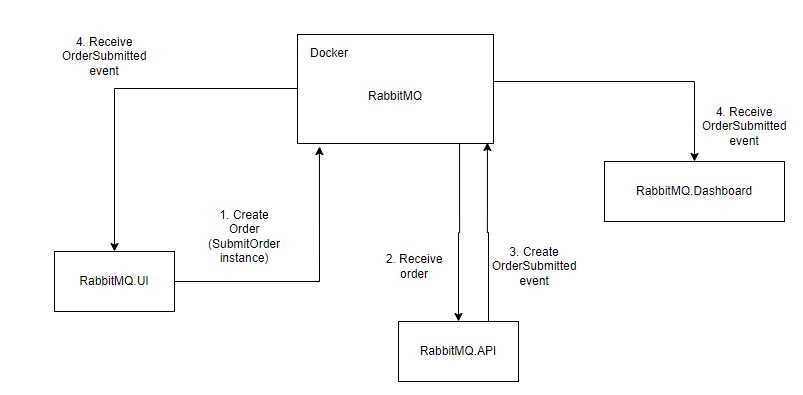 4. Receive
OrderSubmitted
event
Docker
RabbitMQ
4. Receive
OrderSubmitted
event
RabbitMQ.Dashboard
1. Create
Order
(SubmitOrder
instance)
RabbitMQ.UI
2. Receive
order
3. Create
OrderSubmitted
event
RabbitMQ.API